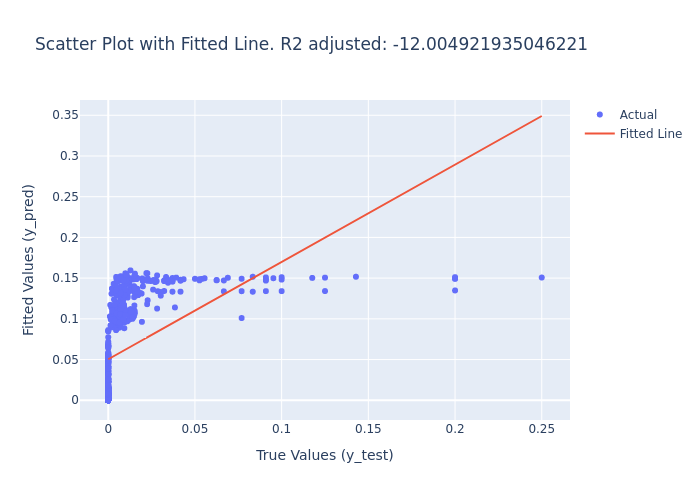 Scatter Plot with Fitted Line. R2 adjusted: -12.004921935046221
0.35
0.3
0.25
0.2
0.15
0.1
0.05
0
0
0.05
0.1
0.15
0.2
0.25
True Values (y_test)
Fitted Values (y_pred)
Actual
Fitted Line